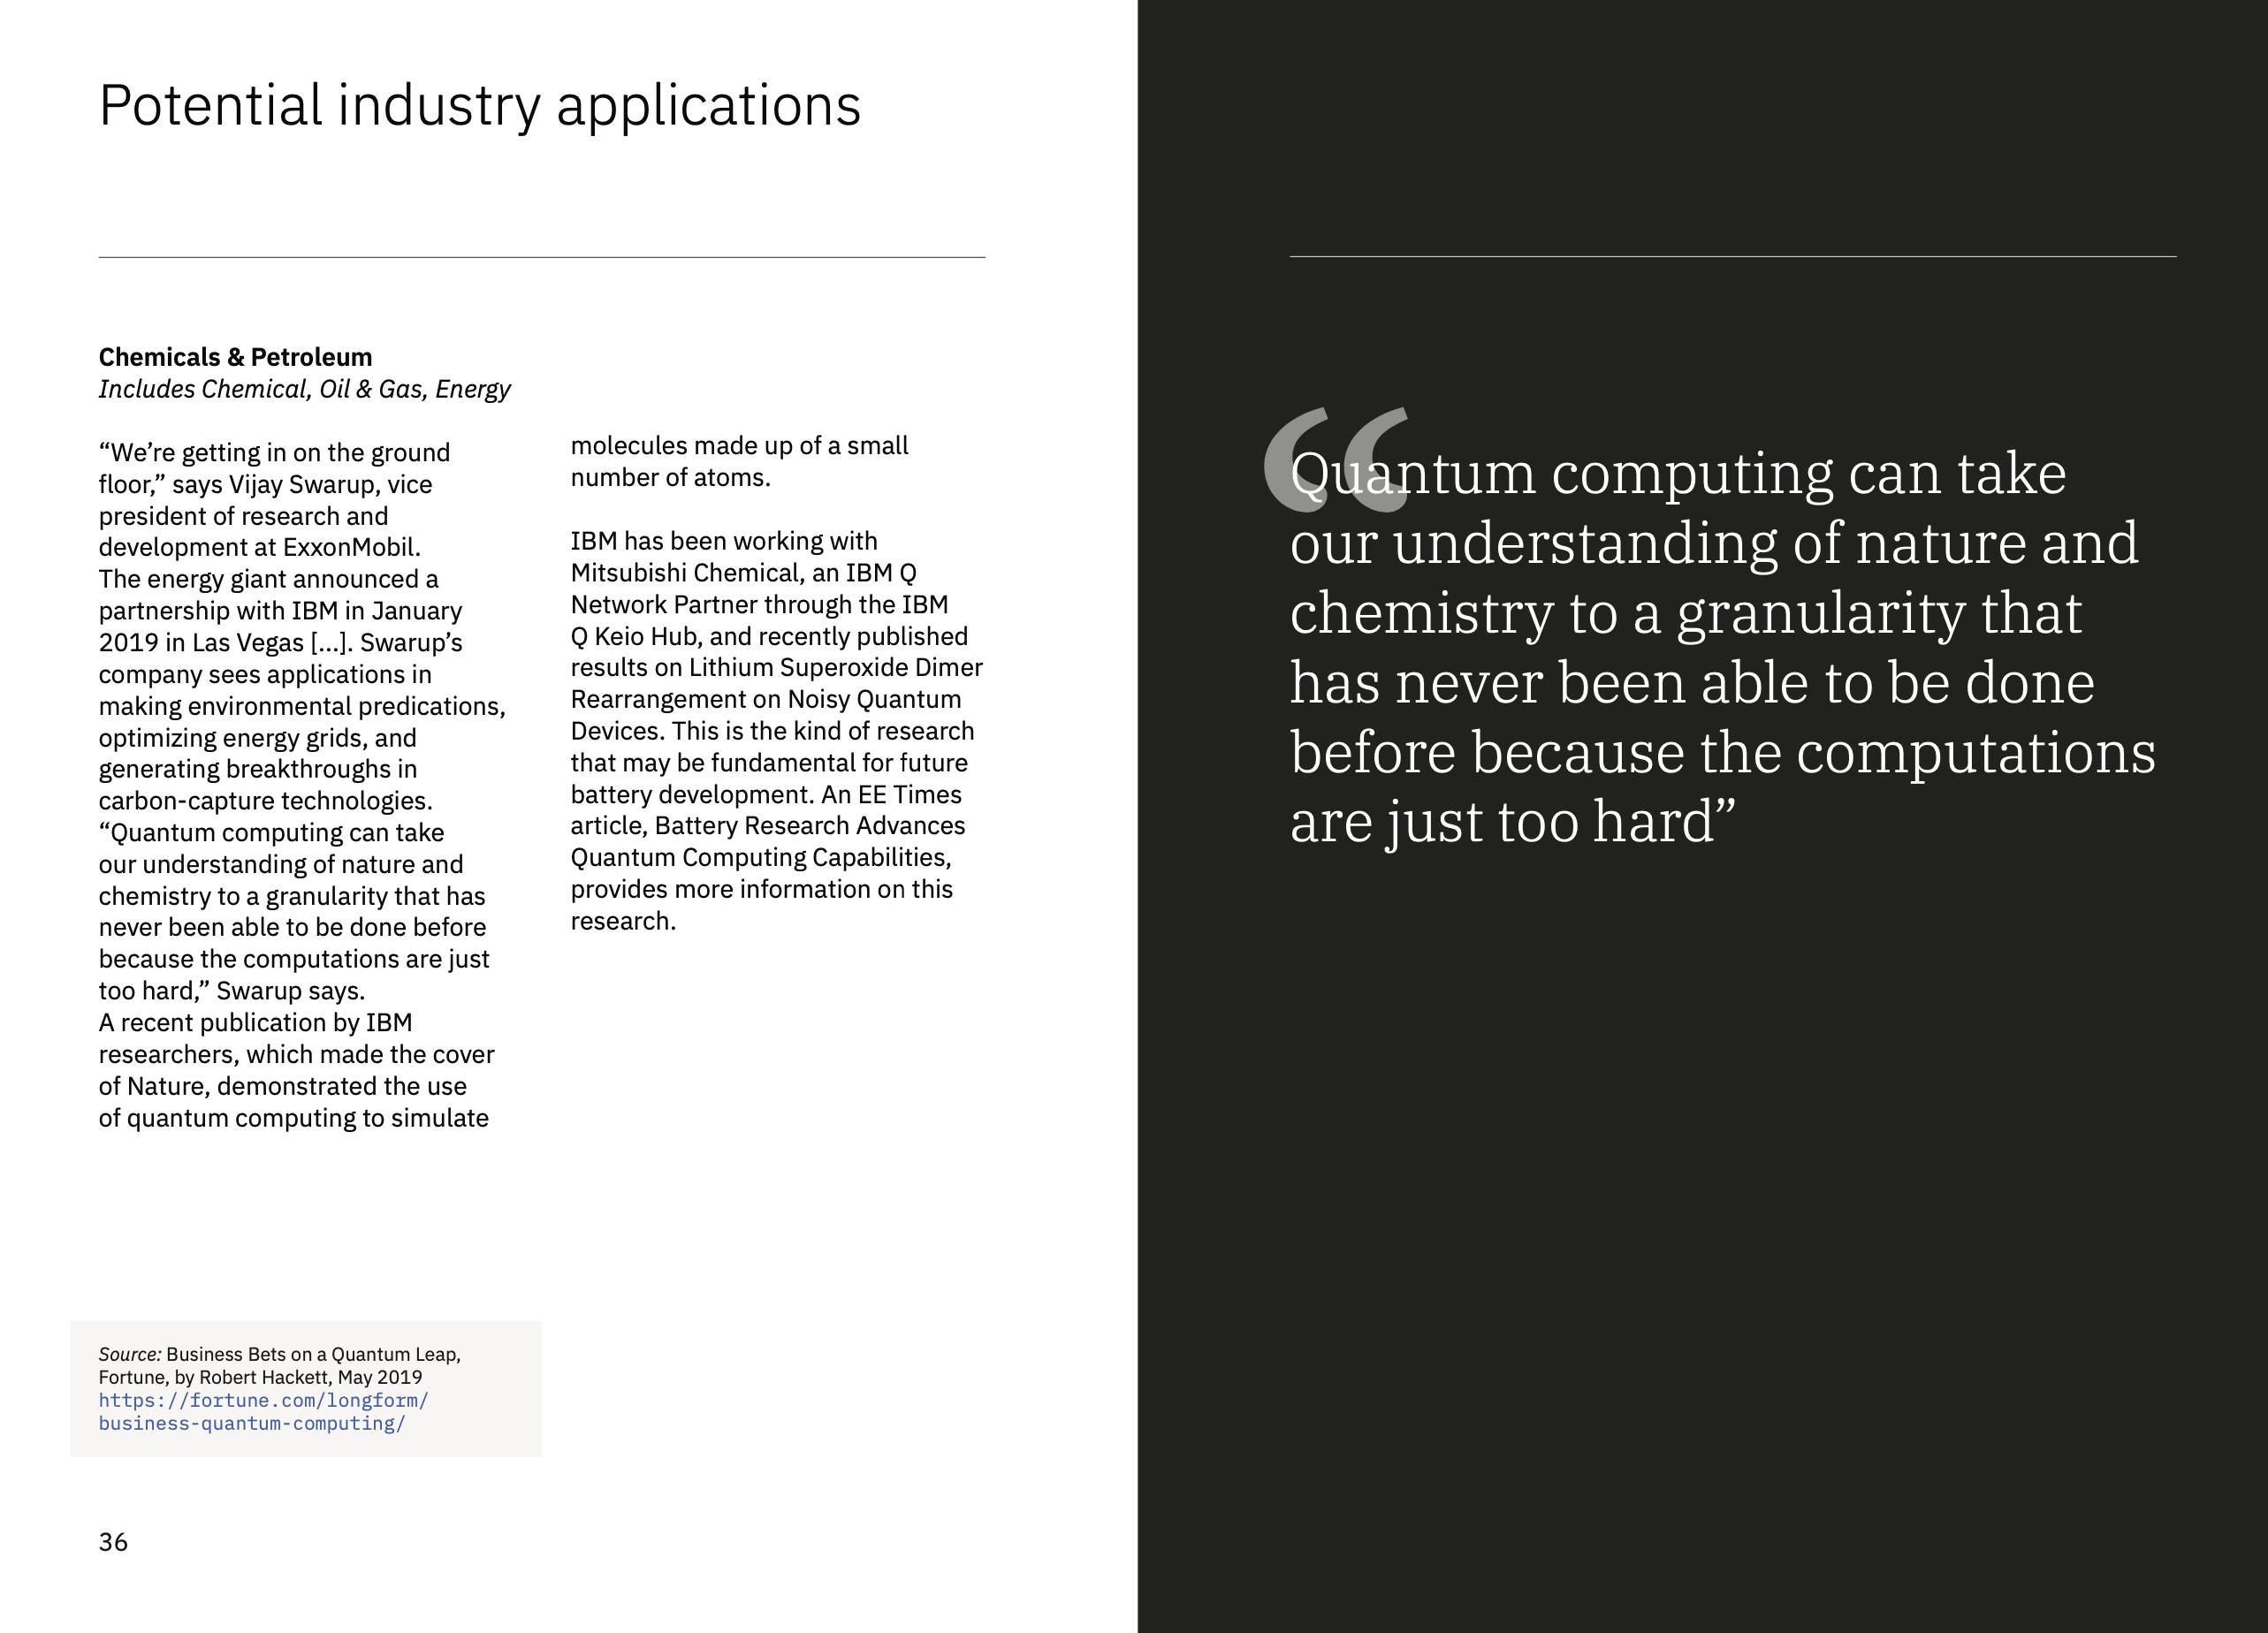 Potential industry applications
Chemicals & Petroleum
Includes Chemical, Oil & Gas, Energy
“We’re getting in on the ground
floor,” says Vijay Swarup, vice
president of research and
development at ExxonMobil.
The energy giant announced a
partnership with IBM in January
2019 in Las Vegas [...]. Swarup’s
company sees applications in
making environmental predications,
optimizing energy grids, and
generating breakthroughs in
carbon-capture technologies.
“Quantum computing can take
our understanding of nature and
chemistry to a granularity that has
never been able to be done before
because the computations are just
too hard,” Swarup says.
A recent publication by IBM
researchers, which made the cover
of Nature, demonstrated the use
of quantum computing to simulate
molecules made up of a small
number of atoms.
IBM has been working with
Mitsubishi Chemical, an IBM Q
Network Partner through the IBM
Q Keio Hub, and recently published
results on Lithium Superoxide Dimer
Rearrangement on Noisy Quantum
Devices. This is the kind of research
that may be fundamental for future
battery development. An EE Times
article, Battery Research Advances
Quantum Computing Capabilities,
provides more information on this
research.
Source: Business Bets on a Quantum Leap,
Fortune, by Robert Hackett, May 2019
https://fortune.com/longform/
business-quantum-computing/
36
“Quantum computing can take
our understanding of nature and
chemistry to a granularity that
has never been able to be done
before because the computations
are just too hard”